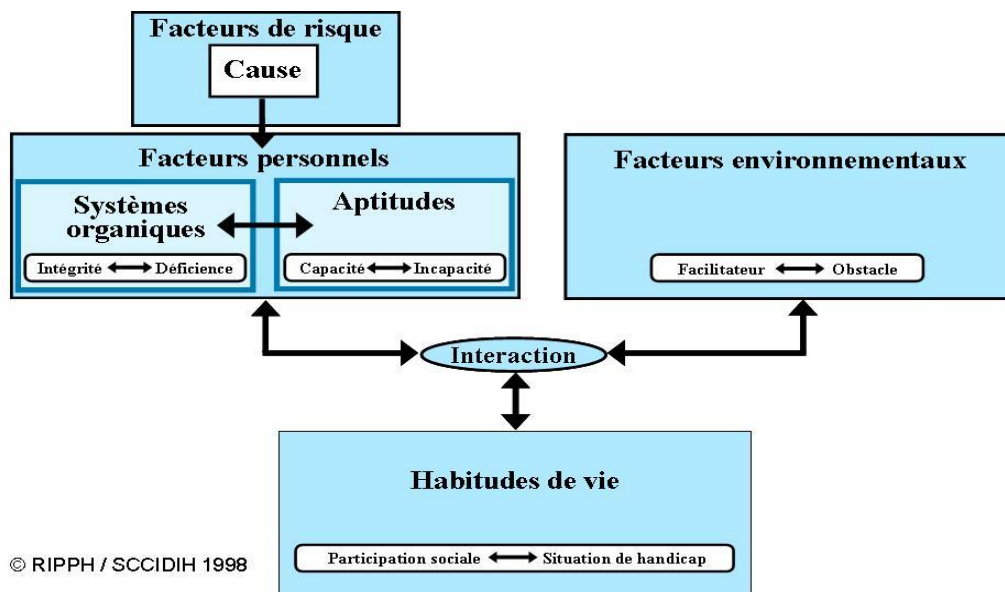 Facteurs de risque
Cause
Facteurs personnels
Systèmes
organiques
Intégrité Déficience
Aptitudes
Capacité Incapacité
Facteurs environnementaux
Facilitateur Obstacle
Interaction
Habitudes de vie
Participation sociale Situation de handicap
© RIPPH / SCCIDIH 1998